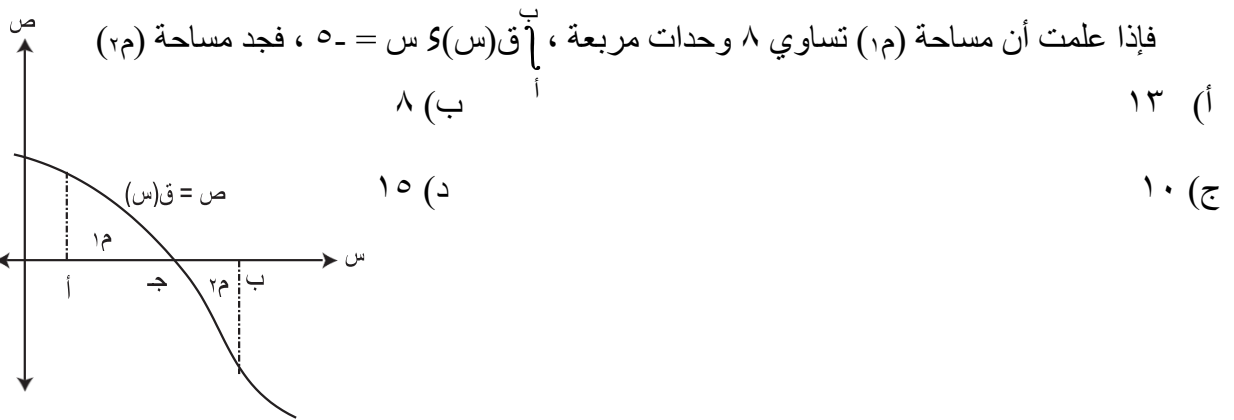 فإذا علمت أن مساحة (م١) تساوي ٨ وحدات مربعة ، ∫ ق(س)ء س = -٥ ، فجد مساحة (م٢)
ب
أ
أ) ١٣
ب) ٨
ج) ١٠
د) ١٥
ص
ص = ق(س)
م١
س
أ
جـ
م٢
ب